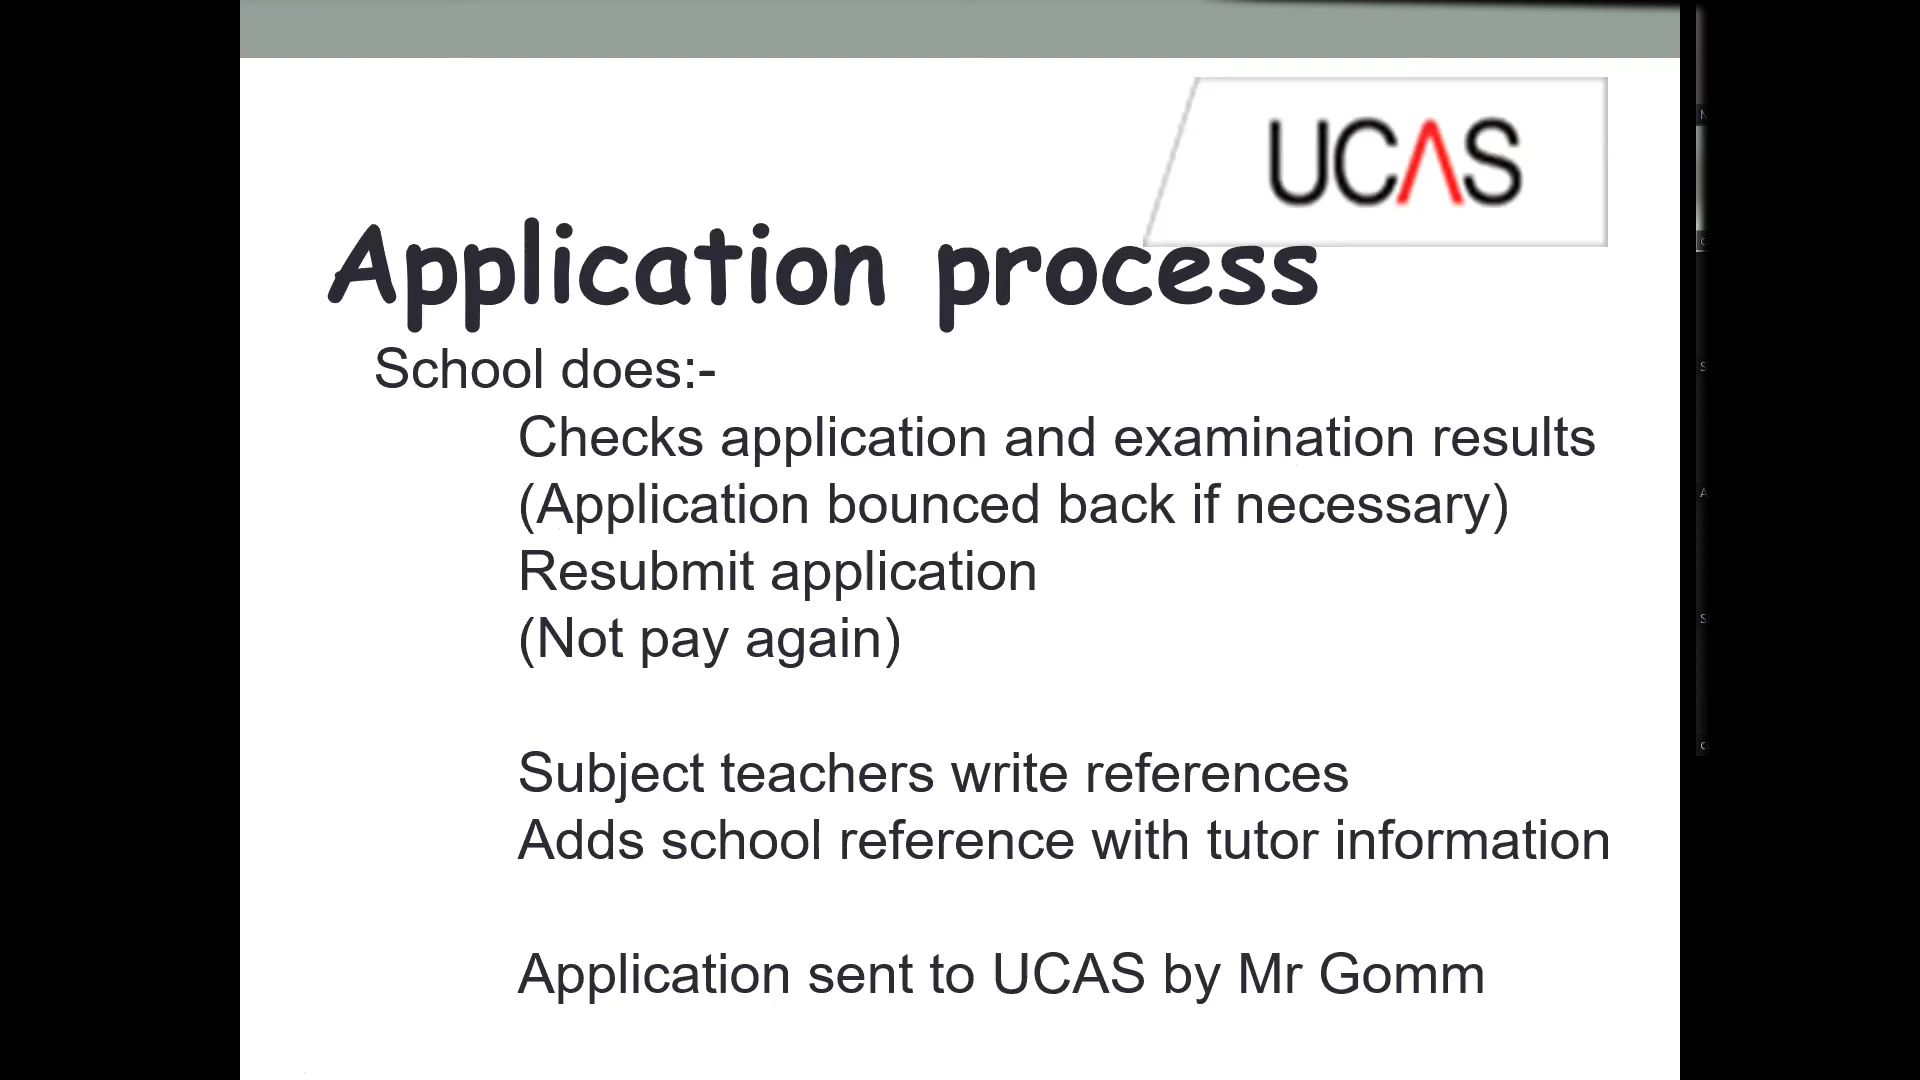 UCAS
Application process
School does:-
Checks application and examination results
(Application bounced back if necessary)
Resubmit application
(Not pay again)
Subject teachers write references
Adds school reference with tutor information
Application sent to UCAS by Mr Gomm